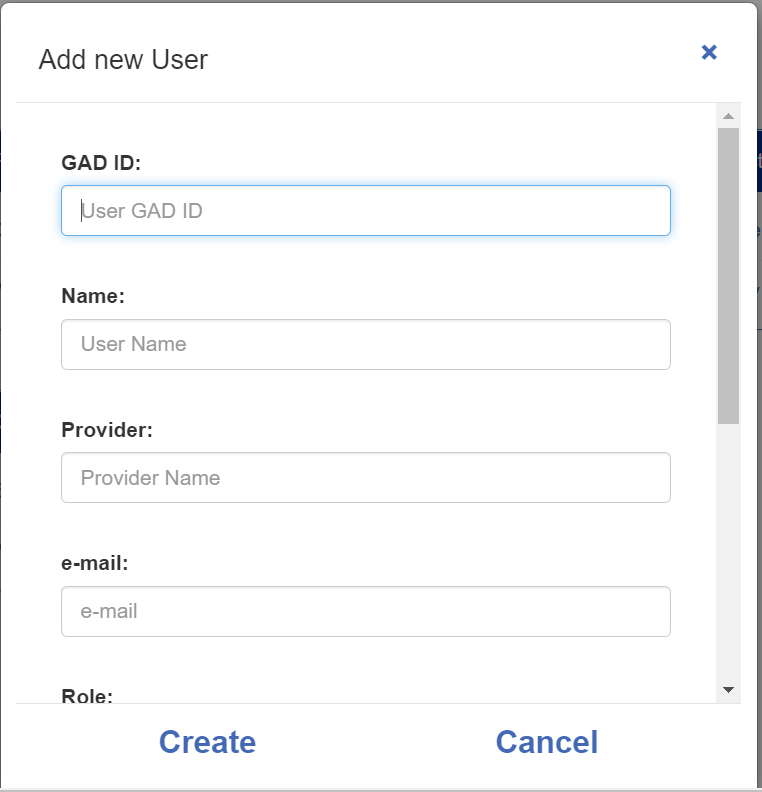 Add new User
×
GAD ID:
User GAD ID
Name:
User Name
Provider:
Provider Name
e-mail:
e-mail
Role:
Create
Cancel